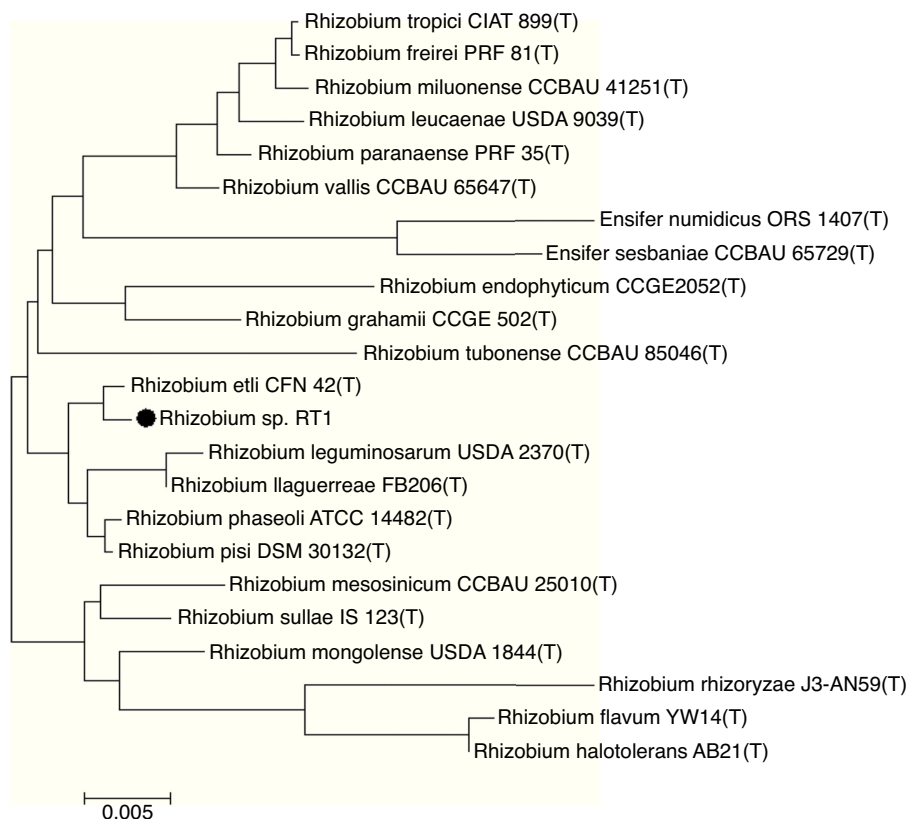 Rhizobium tropici CIAT 899(T)
Rhizobium freirei PRF 81(T)
Rhizobium miluonense CCBAU 41251(T)
Rhizobium leucaenae USDA 9039(T)
Rhizobium paranaense PRF 35(T)
Rhizobium vallis CCBAU 65647(T)
Ensifer numidicus ORS 1407(T)
Ensifer sesbaniae CCBAU 65729(T)
Rhizobium endophyticum CCGE2052(T)
Rhizobium grahamii CCGE 502(T)
Rhizobium tubonense CCBAU 85046(T)
Rhizobium etli CFN 42(T)
Rhizobium sp. RT1
Rhizobium leguminosarum USDA 2370(T)
Rhizobium llaguerreae FB206(T)
Rhizobium phaseoli ATCC 14482(T)
Rhizobium pisi DSM 30132(T)
Rhizobium mesosinicum CCBAU 25010(T)
Rhizobium sullae IS 123(T)
Rhizobium mongolense USDA 1844(T)
Rhizobium rhizoryzae J3-AN59(T)
Rhizobium flavum YW14(T)
Rhizobium halotolerans AB21(T)
0.005